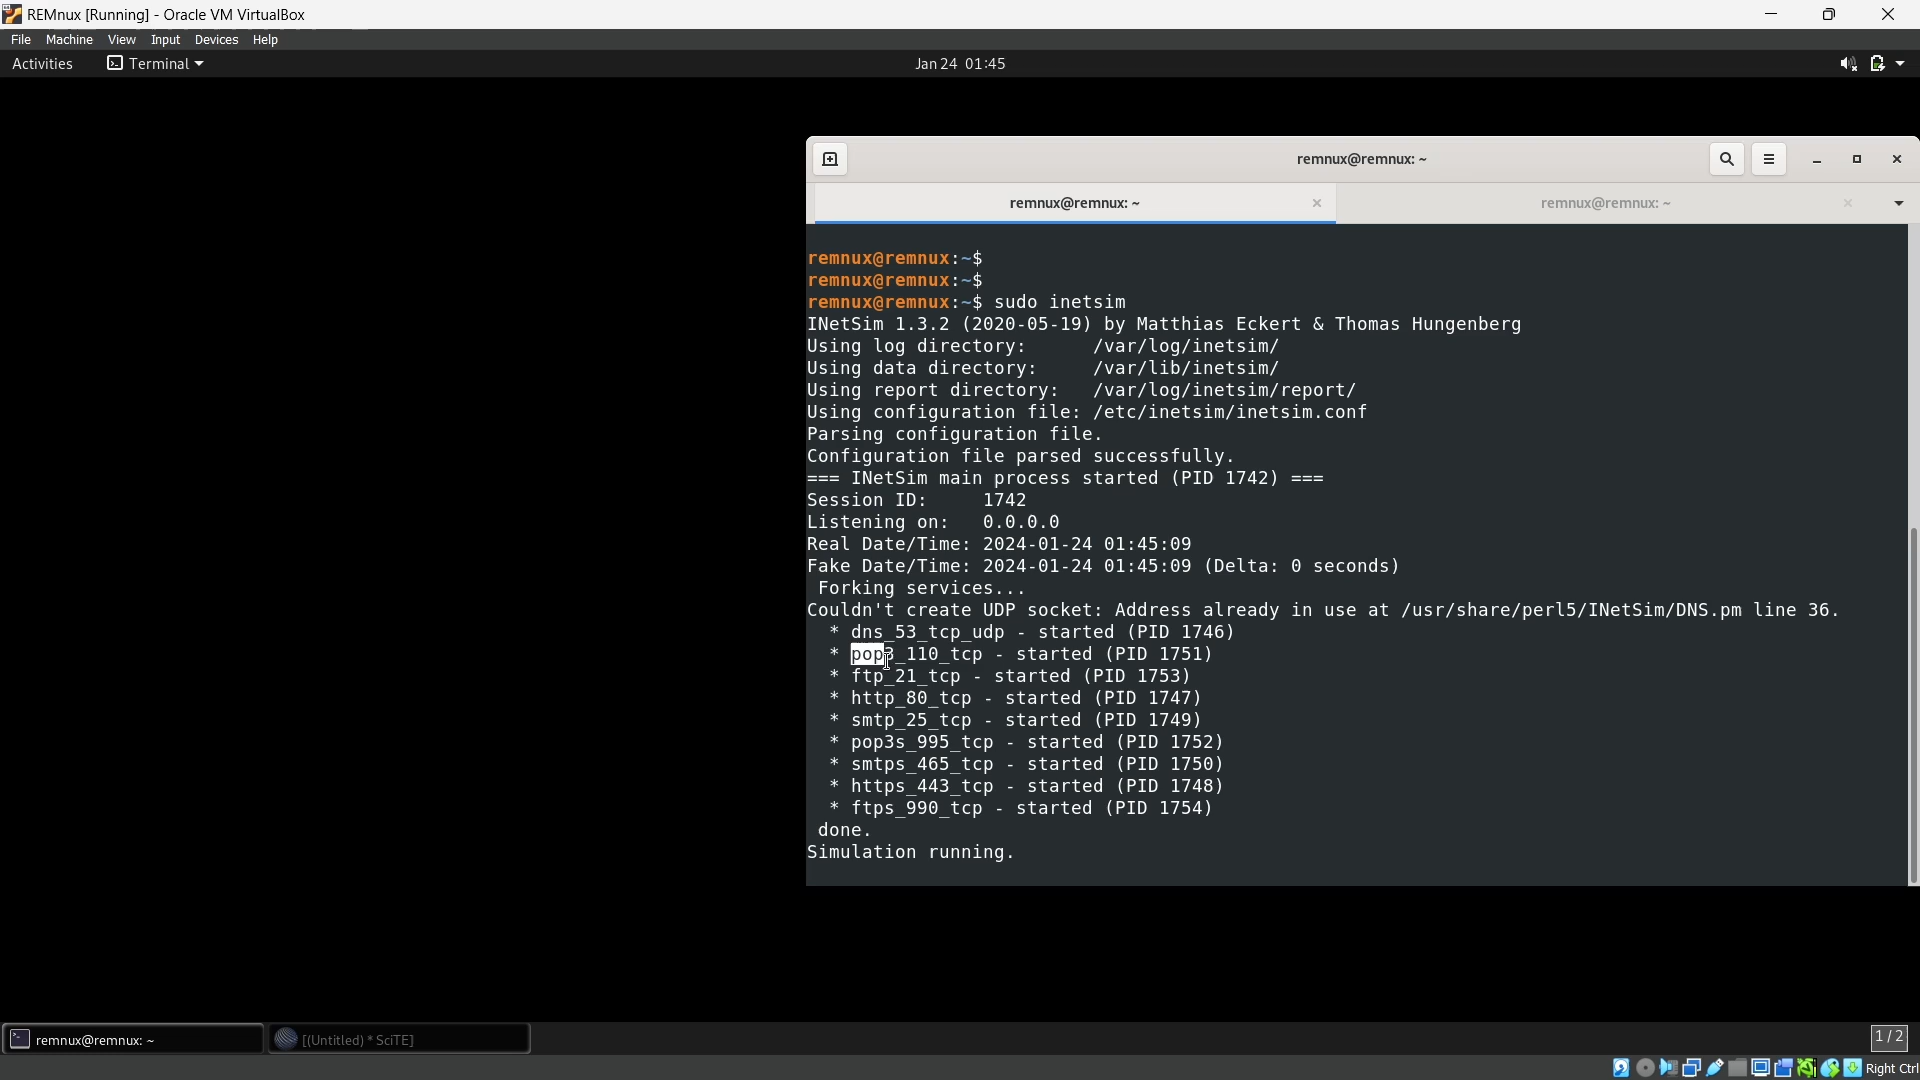 REMnux [Running] - Oracle VM VirtualBox
File Machine View Input Devices Help
Activities Terminal Jan 24 01:45
remnux@remnux: ~
remnux@remnux: ~ remnux@remnux: ~
remnux@remnux:~$
remnux@remnux:~$
remnux@remnux:~$ sudo inetsim
INetSim 1.3.2 (2020-05-19) by Matthias Eckert & Thomas Hungenberg
Using log directory: /var/log/inetsim/
Using data directory: /var/lib/inetsim/
Using report directory: /var/log/inetsim/report/
Using configuration file: /etc/inetsim/inetsim.conf
Parsing configuration file.
Configuration file parsed successfully.
=== INetSim main process started (PID 1742) ===
Session ID: 1742
Listening on: 0.0.0.0
Real Date/Time: 2024-01-24 01:45:09
Fake Date/Time: 2024-01-24 01:45:09 (Delta: 0 seconds)
Forking services...
Couldn't create UDP socket: Address already in use at /usr/share/perl5/INetSim/DNS.pm line 36.
* dns_53_tcp_udp - started (PID 1746)
* pop3_110_tcp - started (PID 1751)
* ftp_21_tcp - started (PID 1753)
* http_80_tcp - started (PID 1747)
* smtp_25_tcp - started (PID 1749)
* pop3s_995_tcp - started (PID 1752)
* smtps_465_tcp - started (PID 1750)
* https_443_tcp - started (PID 1748)
* ftps_990_tcp - started (PID 1754)
done.
Simulation running.
remnux@remnux: ~ [(Untitled) * SciTE] 1 / 2
Right Ctrl